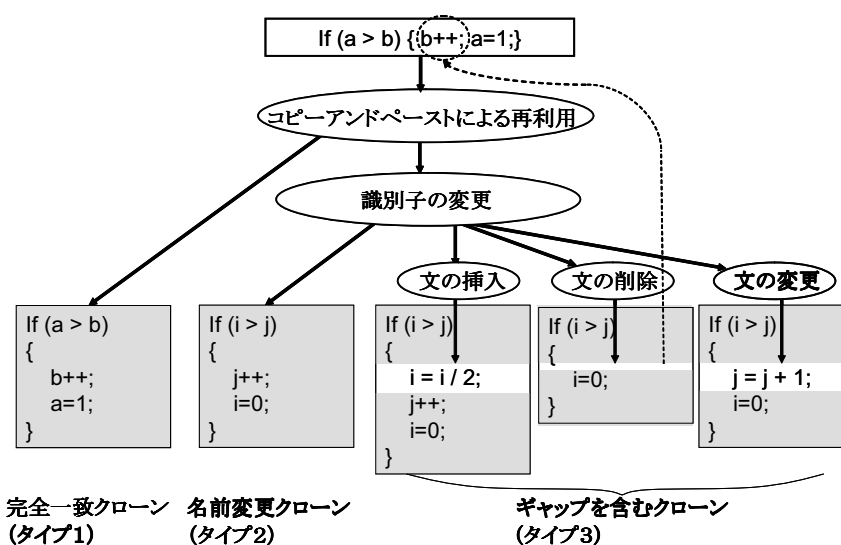 If (a > b) { b++; a=1;}
コピーアンドペーストによる再利用
識別子の変更
文の挿入
文の削除
文の変更
If (a > b)
{
b++;
a=1;
}
If (i > j)
{
j++;
i=0;
}
If (i > j)
{
i = i / 2;
j++;
i=0;
}
If (i > j)
{
i=0;
}
If (i > j)
{
j = j + 1;
i=0;
}
完全一致クローン
(タイプ1)
名前変更クローン
(タイプ2)
ギャップを含むクローン
(タイプ3)